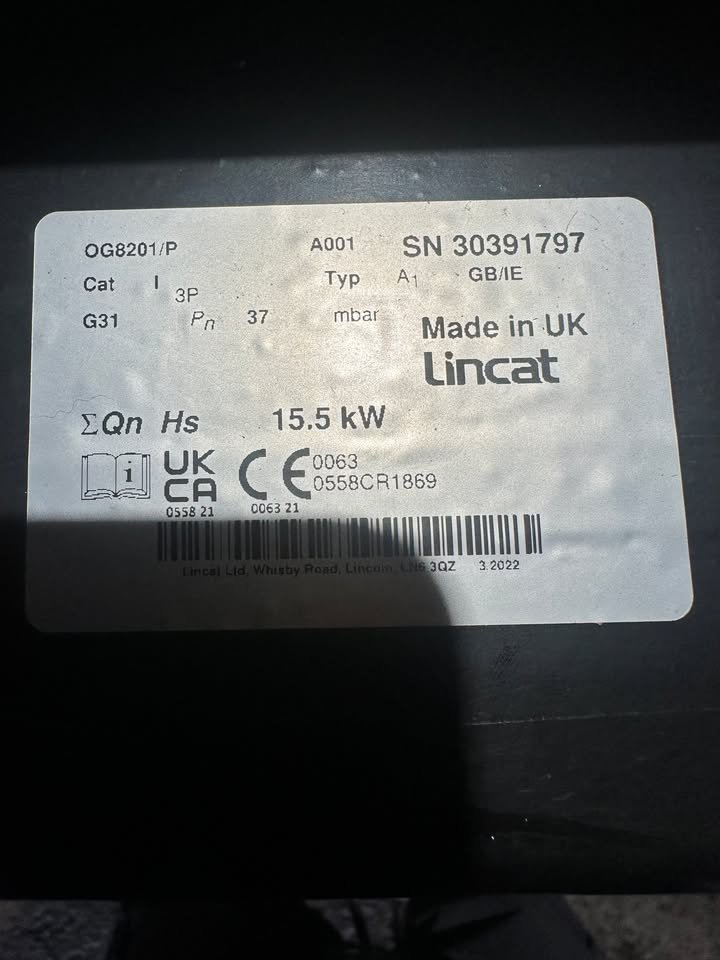 OG8201/P A001 SN 30391797
Cat I 3P Typ A1 GB/IE
G31 Pn 37 mbar
Made in UK
Lincat
ΣQn Hs 15.5 kW
i UK CA CE 0063
0558CR1869
0558 21 0063 21
Lincat Ltd, Whisby Road, Lincoln, LN6 3QZ 3.2022